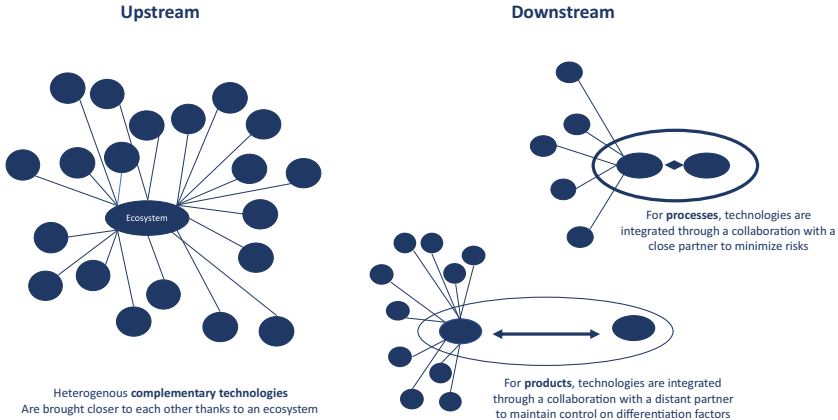 Upstream
Downstream
Ecosystem
For processes, technologies are
integrated through a collaboration with a
close partner to minimize risks
Heterogenous complementary technologies
Are brought closer to each other thanks to an ecosystem
For products, technologies are integrated
through a collaboration with a distant partner
to maintain control on differentiation factors